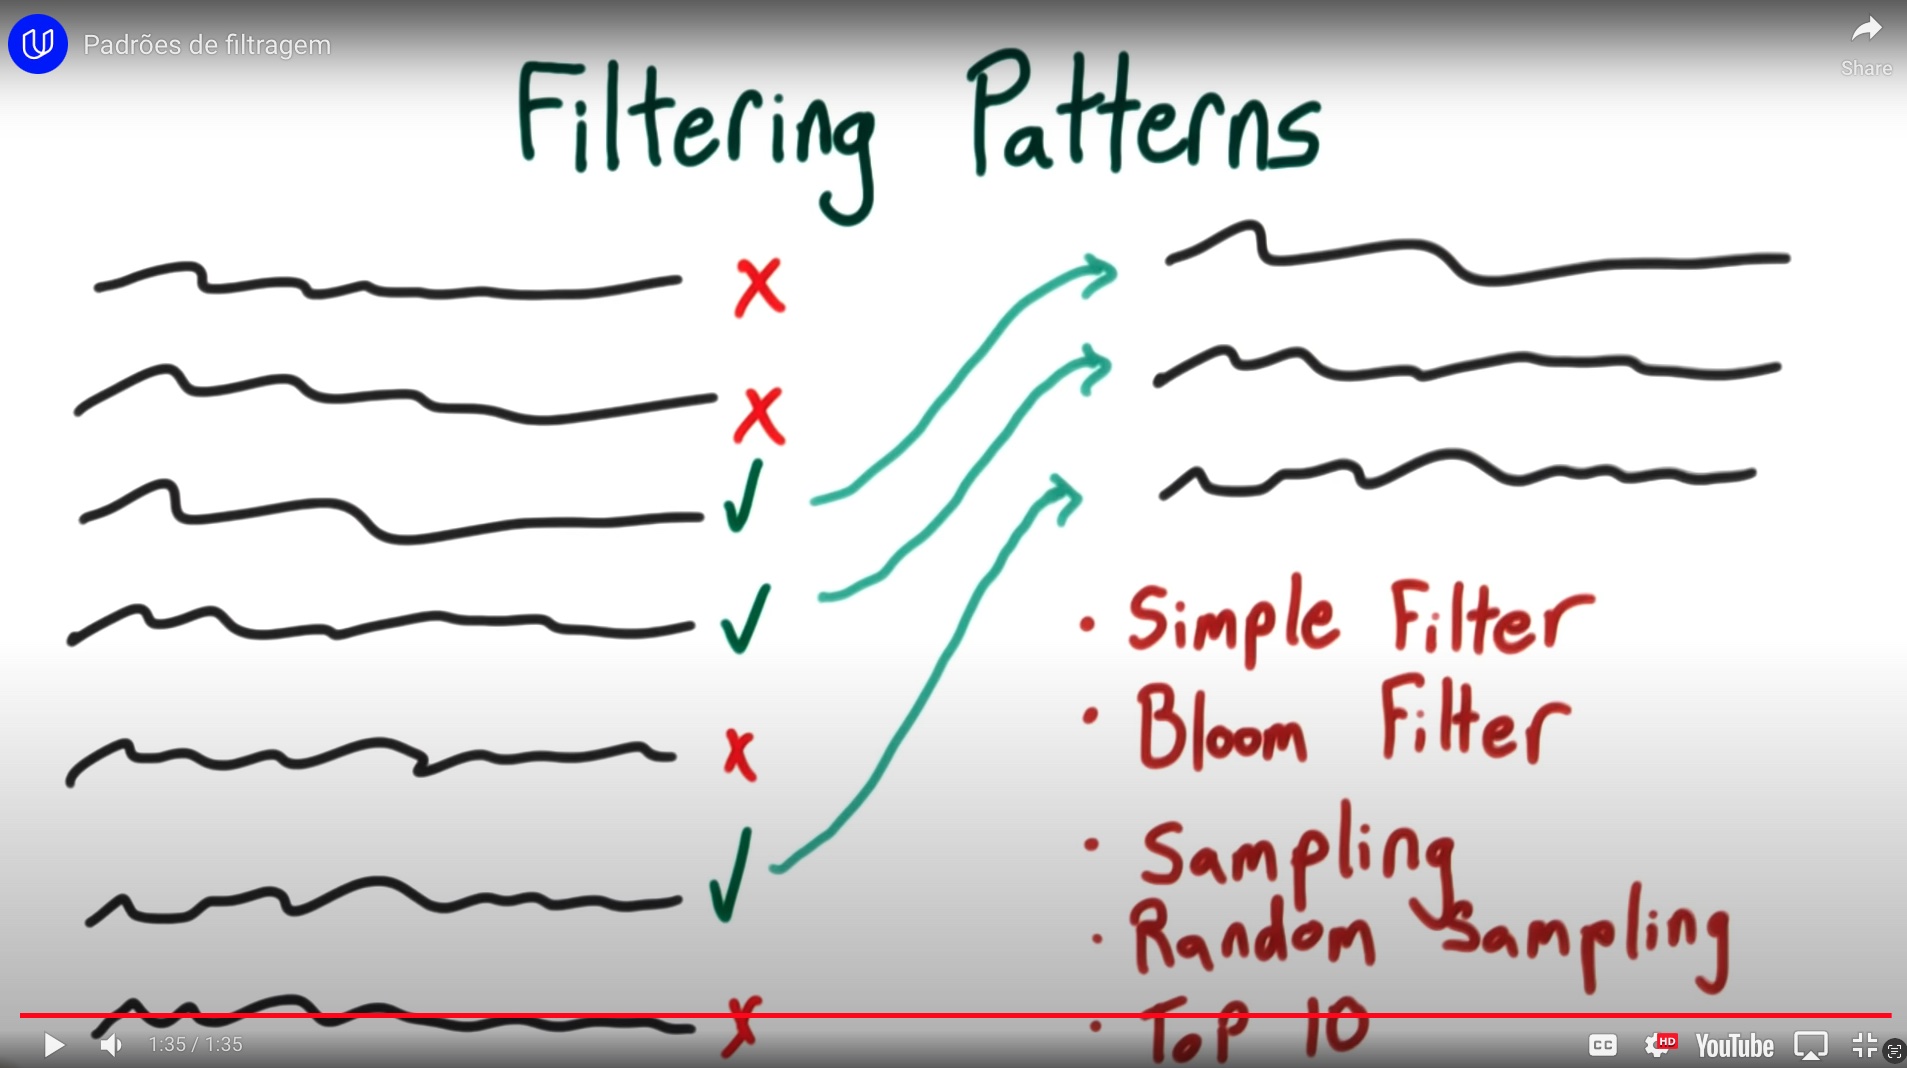 Padrões de filtragem
Share
Filtering Patterns
• Simple Filter
• Bloom Filter
• Sampling
• Random Sampling
• Top 10
1:35 / 1:35
CC
HD
YouTube